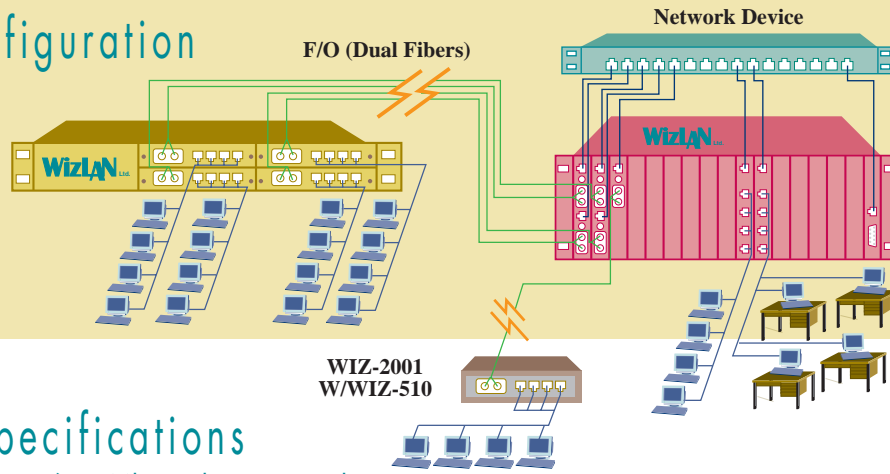 figuration
Network Device
F/O (Dual Fibers)
WizLAN Ltd.
WizLAN Ltd.
WIZ-2001
W/WIZ-510
pecifications